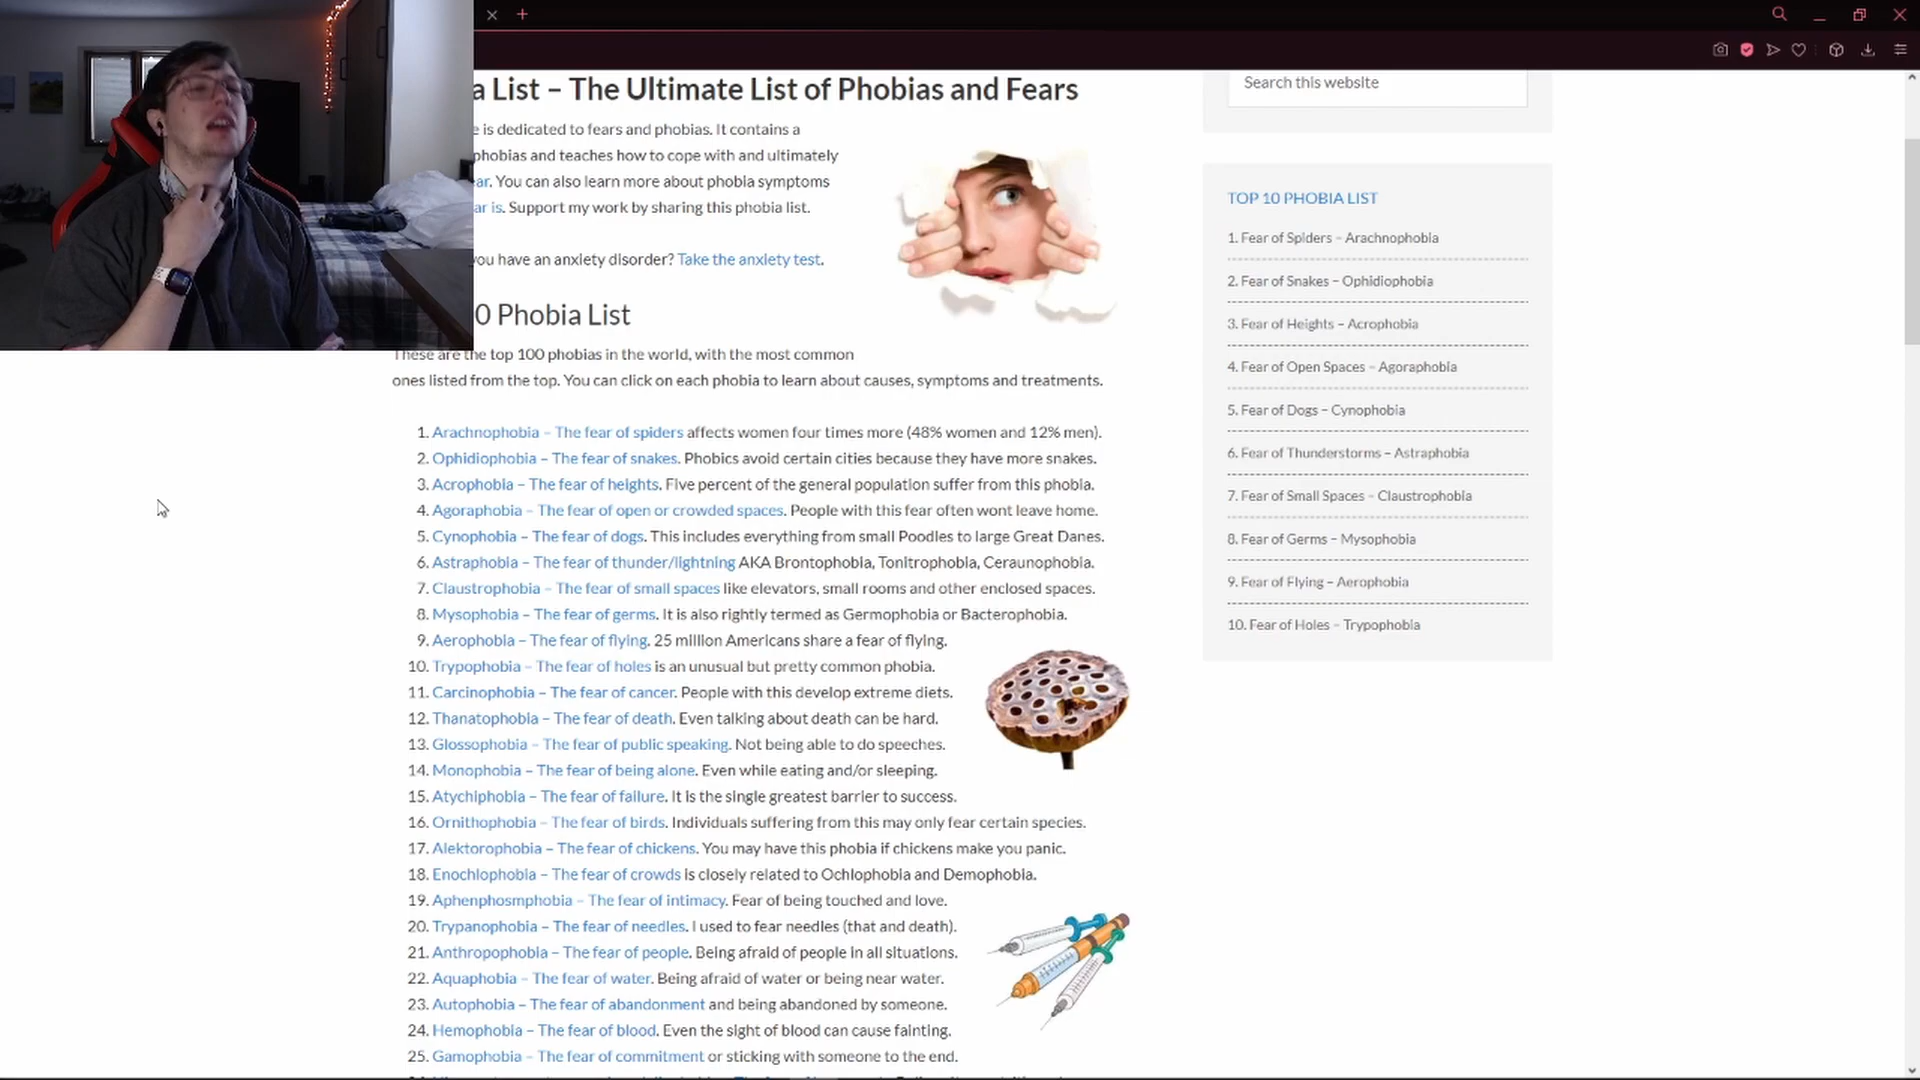 a List – The Ultimate List of Phobias and Fears
e is dedicated to fears and phobias. It contains a
phobias and teaches how to cope with and ultimately
ar. You can also learn more about phobia symptoms
ar is. Support my work by sharing this phobia list.
you have an anxiety disorder? Take the anxiety test.
0 Phobia List
These are the top 100 phobias in the world, with the most common
ones listed from the top. You can click on each phobia to learn about causes, symptoms and treatments.
1. Arachnophobia – The fear of spiders affects women four times more (48% women and 12% men).
2. Ophidiophobia – The fear of snakes. Phobics avoid certain cities because they have more snakes.
3. Acrophobia – The fear of heights. Five percent of the general population suffer from this phobia.
4. Agoraphobia – The fear of open or crowded spaces. People with this fear often wont leave home.
5. Cynophobia – The fear of dogs. This includes everything from small Poodles to large Great Danes.
6. Astraphobia – The fear of thunder/lightning AKA Brontophobia, Tonitrophobia, Ceraunophobia.
7. Claustrophobia – The fear of small spaces like elevators, small rooms and other enclosed spaces.
8. Mysophobia – The fear of germs. It is also rightly termed as Germophobia or Bacterophobia.
9. Aerophobia – The fear of flying. 25 million Americans share a fear of flying.
10. Trypophobia – The fear of holes is an unusual but pretty common phobia.
11. Carcinophobia – The fear of cancer. People with this develop extreme diets.
12. Thanatophobia – The fear of death. Even talking about death can be hard.
13. Glossophobia – The fear of public speaking. Not being able to do speeches.
14. Monophobia – The fear of being alone. Even while eating and/or sleeping.
15. Atychiphobia – The fear of failure. It is the single greatest barrier to success.
16. Ornithophobia – The fear of birds. Individuals suffering from this may only fear certain species.
17. Alektorophobia – The fear of chickens. You may have this phobia if chickens make you panic.
18. Enochlophobia – The fear of crowds is closely related to Ochlophobia and Demophobia.
19. Aphenphosmphobia – The fear of intimacy. Fear of being touched and love.
20. Trypanophobia – The fear of needles. I used to fear needles (that and death).
21. Anthropophobia – The fear of people. Being afraid of people in all situations.
22. Aquaphobia – The fear of water. Being afraid of water or being near water.
23. Autophobia – The fear of abandonment and being abandoned by someone.
24. Hemophobia – The fear of blood. Even the sight of blood can cause fainting.
25. Gamophobia – The fear of commitment or sticking with someone to the end.
Search this website
TOP 10 PHOBIA LIST
1. Fear of Spiders – Arachnophobia
2. Fear of Snakes – Ophidiophobia
3. Fear of Heights – Acrophobia
4. Fear of Open Spaces – Agoraphobia
5. Fear of Dogs – Cynophobia
6. Fear of Thunderstorms – Astraphobia
7. Fear of Small Spaces – Claustrophobia
8. Fear of Germs – Mysophobia
9. Fear of Flying – Aerophobia
10. Fear of Holes – Trypophobia